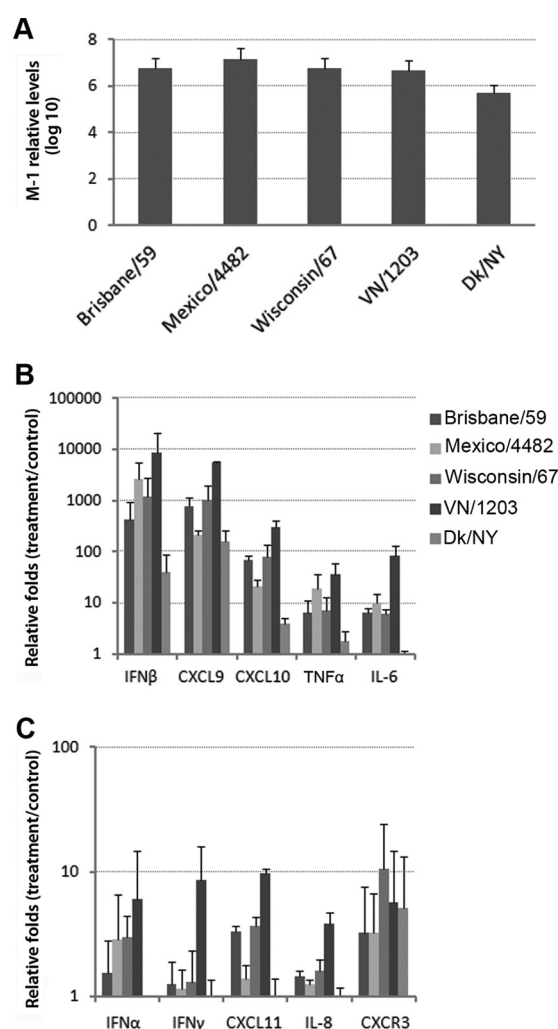 A
M-1 relative levels
(log 10)
8
6
4
2
0
Brisbane/59
Mexico/4482
Wisconsin/67
VN/1203
Dk/NY
B
Relative folds (treatment/control)
100000
10000
1000
100
10
1
IFNβ
CXCL9
CXCL10
TNFα
IL-6
Brisbane/59
Mexico/4482
Wisconsin/67
VN/1203
Dk/NY
C
Relative folds (treatment/control)
100
10
1
IFNα
IFNγ
CXCL11
IL-8
CXCR3